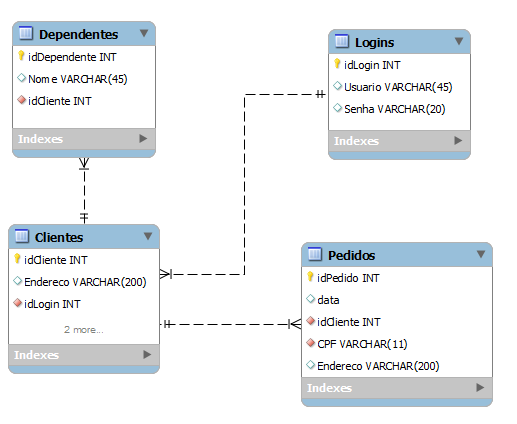 Dependentes
idDependente INT
Nome VARCHAR(45)
idCliente INT
Indexes
Logins
idLogin INT
Usuario VARCHAR(45)
Senha VARCHAR(20)
Indexes
Clientes
idCliente INT
Endereco VARCHAR(200)
idLogin INT
2 more...
Indexes
Pedidos
idPedido INT
data
idCliente INT
CPF VARCHAR(11)
Endereco VARCHAR(200)
Indexes